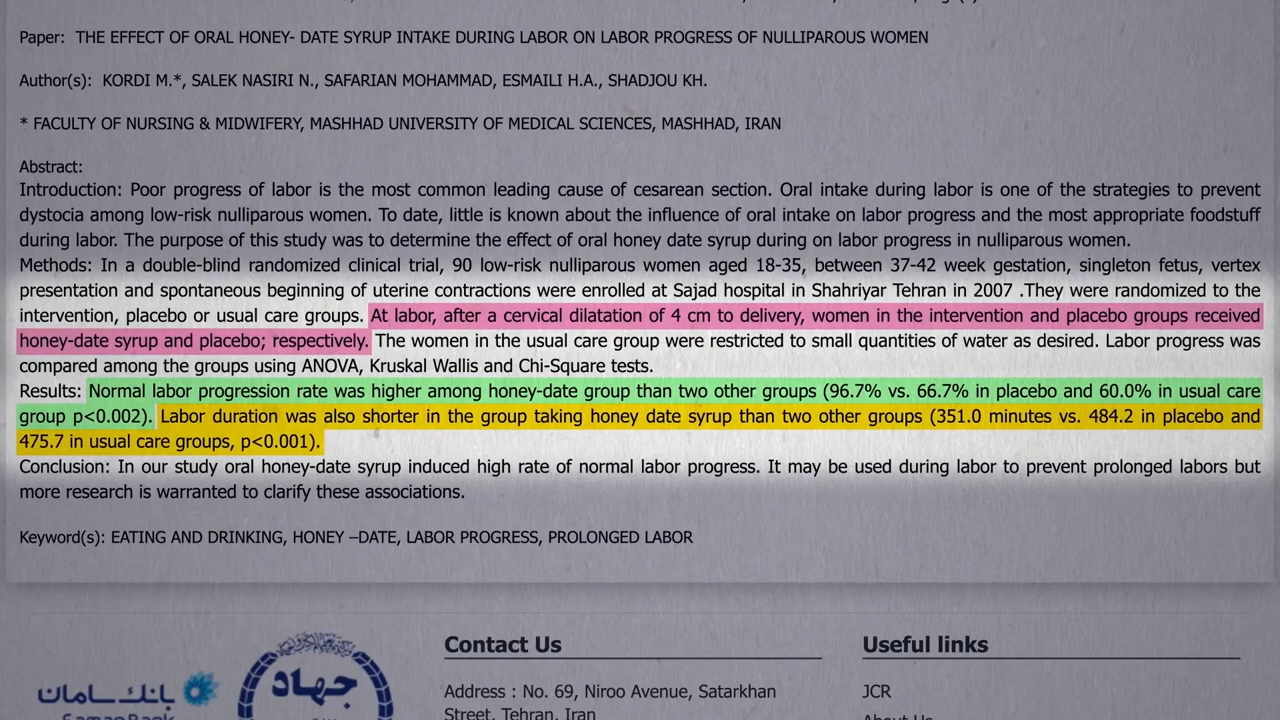 Paper: THE EFFECT OF ORAL HONEY- DATE SYRUP INTAKE DURING LABOR ON LABOR PROGRESS OF NULLIPAROUS WOMEN
Author(s): KORDI M.*, SALEK NASIRI N., SAFARIAN MOHAMMAD, ESMAILI H.A., SHADJOU KH.
* FACULTY OF NURSING & MIDWIFERY, MASHHAD UNIVERSITY OF MEDICAL SCIENCES, MASHHAD, IRAN
Abstract:
Introduction: Poor progress of labor is the most common leading cause of cesarean section. Oral intake during labor is one of the strategies to prevent
dystocia among low-risk nulliparous women. To date, little is known about the influence of oral intake on labor progress and the most appropriate foodstuff
during labor. The purpose of this study was to determine the effect of oral honey date syrup during on labor progress in nulliparous women.
Methods: In a double-blind randomized clinical trial, 90 low-risk nulliparous women aged 18-35, between 37-42 week gestation, singleton fetus, vertex
presentation and spontaneous beginning of uterine contractions were enrolled at Sajad hospital in Shahriyar Tehran in 2007 .They were randomized to the
intervention, placebo or usual care groups. At labor, after a cervical dilatation of 4 cm to delivery, women in the intervention and placebo groups received
honey-date syrup and placebo; respectively. The women in the usual care group were restricted to small quantities of water as desired. Labor progress was
compared among the groups using ANOVA, Kruskal Wallis and Chi-Square tests.
Results: Normal labor progression rate was higher among honey-date group than two other groups (96.7% vs. 66.7% in placebo and 60.0% in usual care
group p<0.002). Labor duration was also shorter in the group taking honey date syrup than two other groups (351.0 minutes vs. 484.2 in placebo and
475.7 in usual care groups, p<0.001).
Conclusion: In our study oral honey-date syrup induced high rate of normal labor progress. It may be used during labor to prevent prolonged labors but
more research is warranted to clarify these associations.
Keyword(s): EATING AND DRINKING, HONEY –DATE, LABOR PROGRESS, PROLONGED LABOR
Contact Us
Useful links
بانک سامان
جهاد
Address : No. 69, Niroo Avenue, Satarkhan
JCR
Saman Bank
Street, Tehran, Iran
About Us